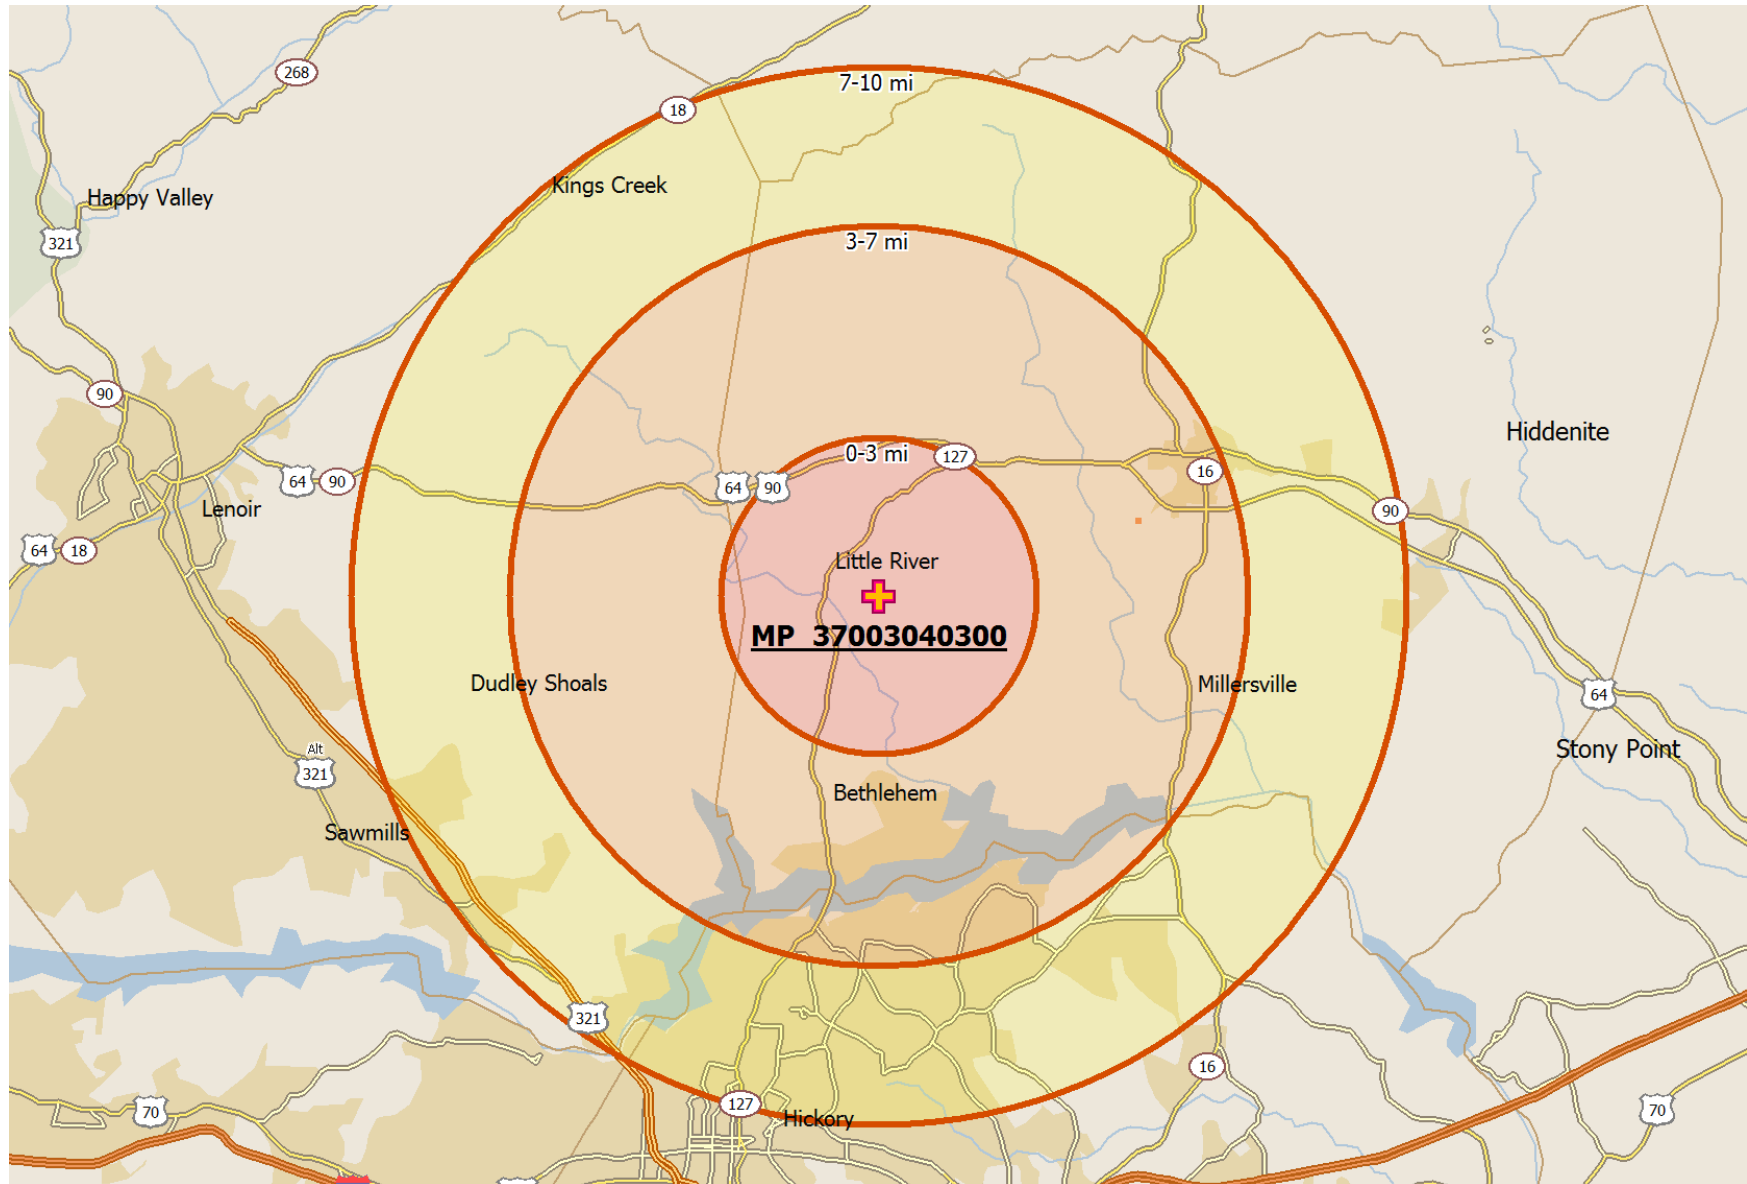 268
7-10 mi
18
Kings Creek
Happy Valley
321
3-7 mi
90
Hiddenite
0-3 mi
127
16
64
90
64
90
Lenoir
90
64
18
Little River
MP 37003040300
Dudley Shoals
Millersville
64
Alt
321
Stony Point
Bethlehem
Sawmills
321
16
127
70
70
Hickory